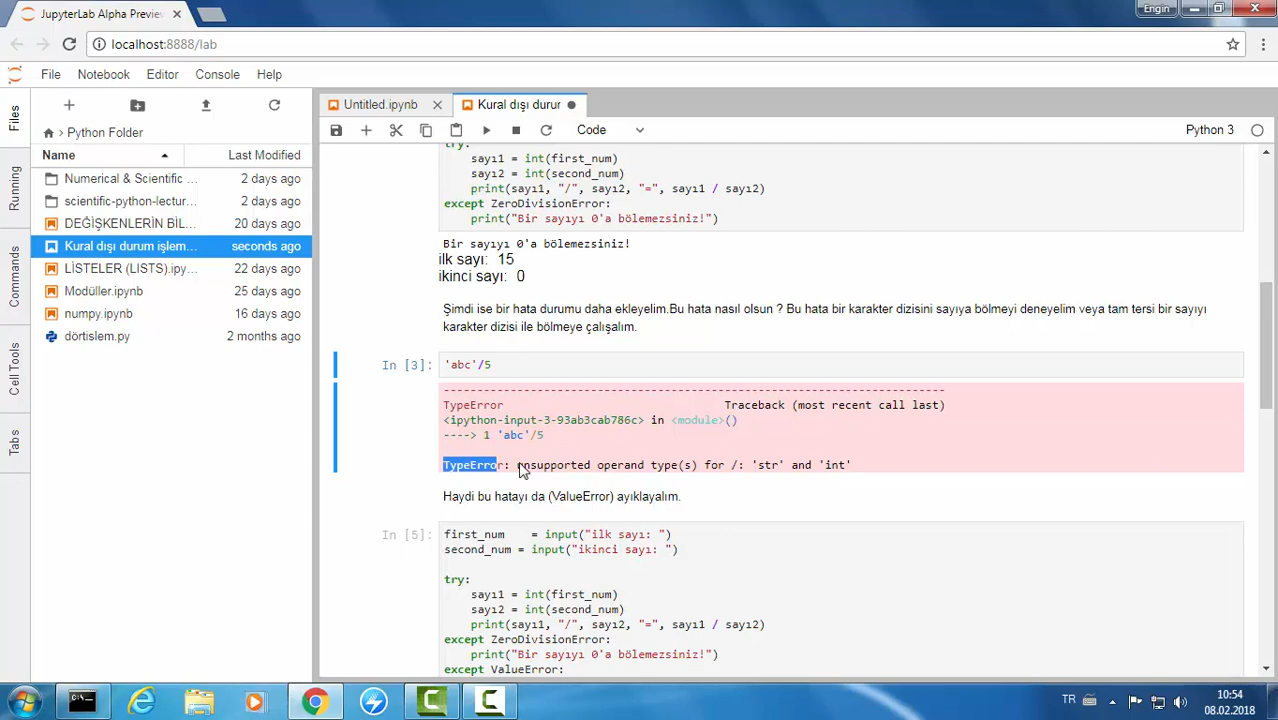 JupyterLab Alpha Preview
Engin
localhost:8888/lab
File Notebook Editor Console Help
Files
Running
Commands
Cell Tools
Tabs
> Python Folder
Name Last Modified
Numerical & Scientific ... 2 days ago
scientific-python-lectur... 2 days ago
DEĞİŞKENLERİN BİL... 20 days ago
Kural dışı durum işlem... seconds ago
LİSTELER (LISTS).ipy... 22 days ago
Modüller.ipynb 25 days ago
numpy.ipynb 16 days ago
dörtislem.py 2 months ago
Untitled.ipynb
Kural dışı durur
Code
Python 3
try:
sayı1 = int(first_num)
sayı2 = int(second_num)
print(sayı1, "/", sayı2, "=", sayı1 / sayı2)
except ZeroDivisionError:
print("Bir sayıyı 0'a bölemezsiniz!")
Bir sayıyı 0'a bölemezsiniz!
ilk sayı: 15
ikinci sayı: 0
Şimdi ise bir hata durumu daha ekleyelim.Bu hata nasıl olsun ? Bu hata bir karakter dizisini sayıya bölmeyi deneyelim veya tam tersi bir sayıyı
karakter dizisi ile bölmeye çalışalım.
In [3]: 'abc'/5
---------------------------------------------------------------------------
TypeError Traceback (most recent call last)
<ipython-input-3-93ab3cab786c> in <module>()
----> 1 'abc'/5
TypeError: unsupported operand type(s) for /: 'str' and 'int'
Haydi bu hatayı da (ValueError) ayıklayalım.
In [5]: first_num = input("ilk sayı: ")
second_num = input("ikinci sayı: ")
try:
sayı1 = int(first_num)
sayı2 = int(second_num)
print(sayı1, "/", sayı2, "=", sayı1 / sayı2)
except ZeroDivisionError:
print("Bir sayıyı 0'a bölemezsiniz!")
except ValueError:
TR
10:54
08.02.2018